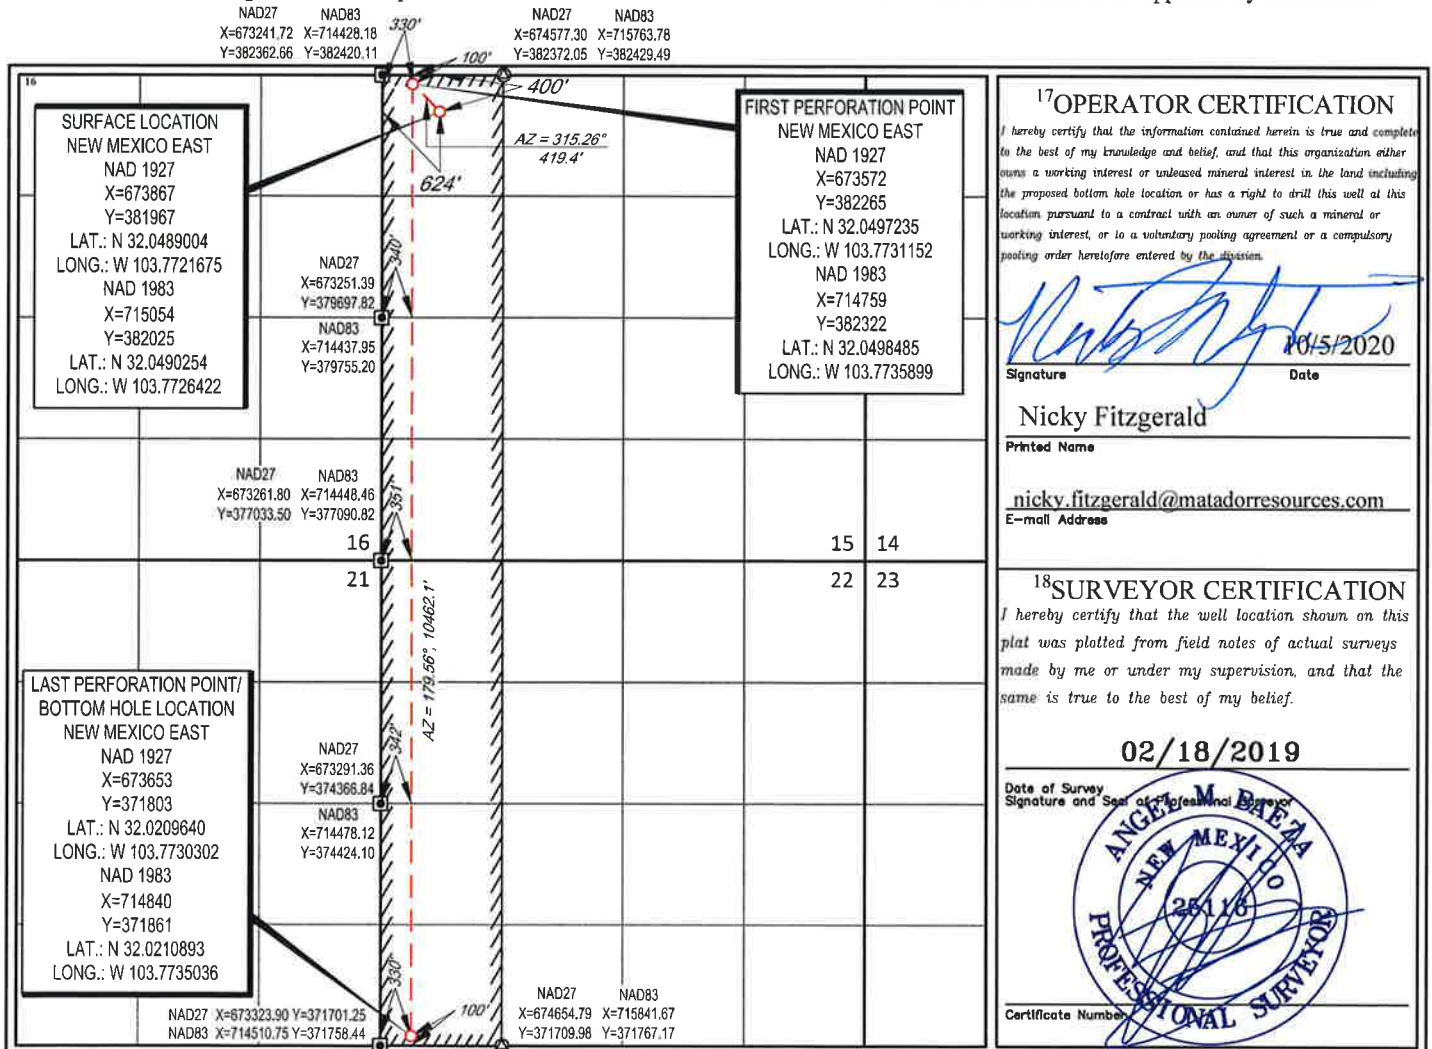 NAD27 NAD83
X=673241.72 X=714428.18
Y=382362.66 Y=382420.11
330'
NAD27 NAD83
X=674577.30 X=715763.78
Y=382372.05 Y=382429.49
100'
400'
AZ = 315.26°
419.4'
624'
16
SURFACE LOCATION
NEW MEXICO EAST
NAD 1927
X=673867
Y=381967
LAT.: N 32.0489004
LONG.: W 103.7721675
NAD 1983
X=715054
Y=382025
LAT.: N 32.0490254
LONG.: W 103.7726422
FIRST PERFORATION POINT
NEW MEXICO EAST
NAD 1927
X=673572
Y=382265
LAT.: N 32.0497235
LONG.: W 103.7731152
NAD 1983
X=714759
Y=382322
LAT.: N 32.0498485
LONG.: W 103.7735899
NAD27
X=673251.39
Y=379697.82
NAD83
X=714437.95
Y=379755.20
340'
NAD27 NAD83
X=673261.80 X=714448.46
Y=377033.50 Y=377090.82
351'
16
21
15 14
22 23
AZ = 179.56°, 10462.1'
LAST PERFORATION POINT/
BOTTOM HOLE LOCATION
NEW MEXICO EAST
NAD 1927
X=673653
Y=371803
LAT.: N 32.0209640
LONG.: W 103.7730302
NAD 1983
X=714840
Y=371861
LAT.: N 32.0210893
LONG.: W 103.7735036
NAD27
X=673291.36
Y=374366.84
NAD83
X=714478.12
Y=374424.10
342'
330'
100'
NAD27 X=673323.90 Y=371701.25
NAD83 X=714510.75 Y=371758.44
NAD27 NAD83
X=674654.79 X=715841.67
Y=371709.98 Y=371767.17
17OPERATOR CERTIFICATION
I hereby certify that the information contained herein is true and complete
to the best of my knowledge and belief, and that this organization either
owns a working interest or unleased mineral interest in the land including
the proposed bottom hole location or has a right to drill this well at this
location pursuant to a contract with an owner of such a mineral or
working interest, or to a voluntary pooling agreement or a compulsory
pooling order heretofore entered by the division.
10/5/2020
Signature Date
Nicky Fitzgerald
Printed Name
nicky.fitzgerald@matadorresources.com
E-mail Address
18SURVEYOR CERTIFICATION
I hereby certify that the well location shown on this
plat was plotted from field notes of actual surveys
made by me or under my supervision, and that the
same is true to the best of my belief.
02/18/2019
Date of Survey
Signature and Seal of Professional Surveyor
ANGEL M. BAEZA
NEW MEXICO
PROFESSIONAL SURVEYOR
Certificate Number